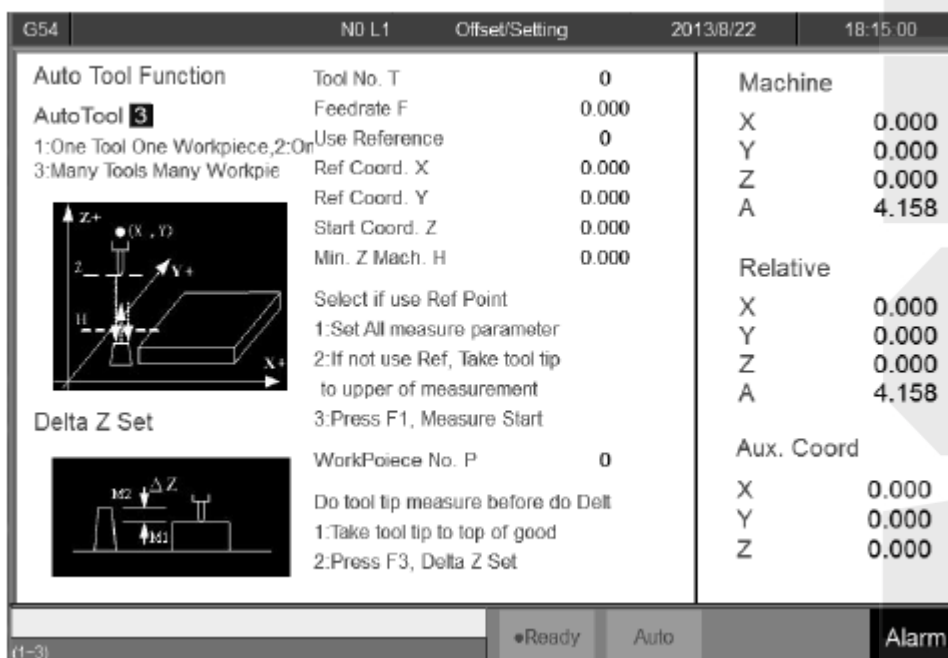 G54 N0 L1 Offset/Setting 2013/8/22 18:15:00
Auto Tool Function
AutoTool 3
1:One Tool One Workpiece,2:On
3:Many Tools Many Workpie
Z+
(X , Y)
2
Y+
H
X+
Delta Z Set
M2 ΔZ
M1
Tool No. T 0
Feedrate F 0.000
Use Reference 0
Ref Coord. X 0.000
Ref Coord. Y 0.000
Start Coord. Z 0.000
Min. Z Mach. H 0.000
Select if use Ref Point
1:Set All measure parameter
2:If not use Ref, Take tool tip
to upper of measurement
3:Press F1, Measure Start
WorkPoiece No. P 0
Do tool tip measure before do Delt
1:Take tool tip to top of good
2:Press F3, Delta Z Set
Machine
X 0.000
Y 0.000
Z 0.000
A 4.158
Relative
X 0.000
Y 0.000
Z 0.000
A 4.158
Aux. Coord
X 0.000
Y 0.000
Z 0.000
●Ready Auto Alarm
(1~3)